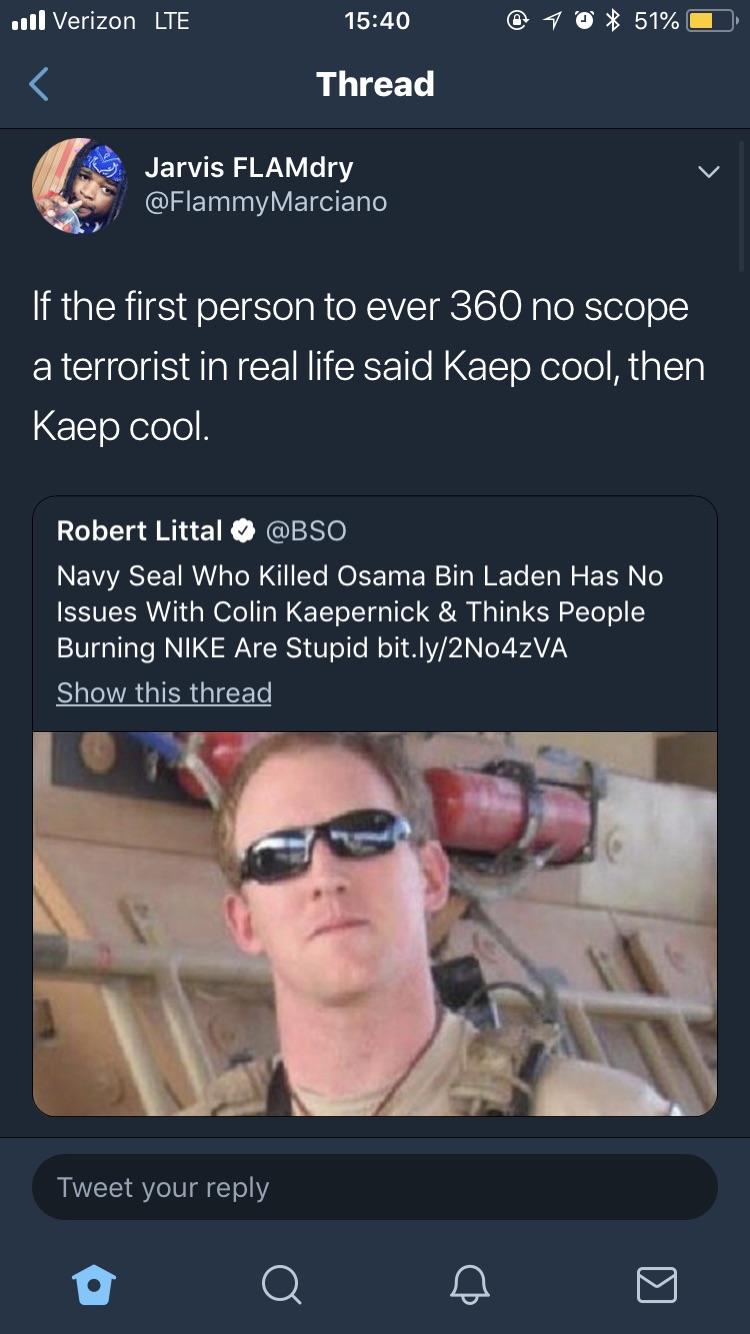 Verizon LTE 15:40 51%
Thread
Jarvis FLAMdry
@FlammyMarciano
If the first person to ever 360 no scope
a terrorist in real life said Kaep cool, then
Kaep cool.
Robert Littal @BSO
Navy Seal Who Killed Osama Bin Laden Has No
Issues With Colin Kaepernick & Thinks People
Burning NIKE Are Stupid bit.ly/2No4zVA
Show this thread
Tweet your reply